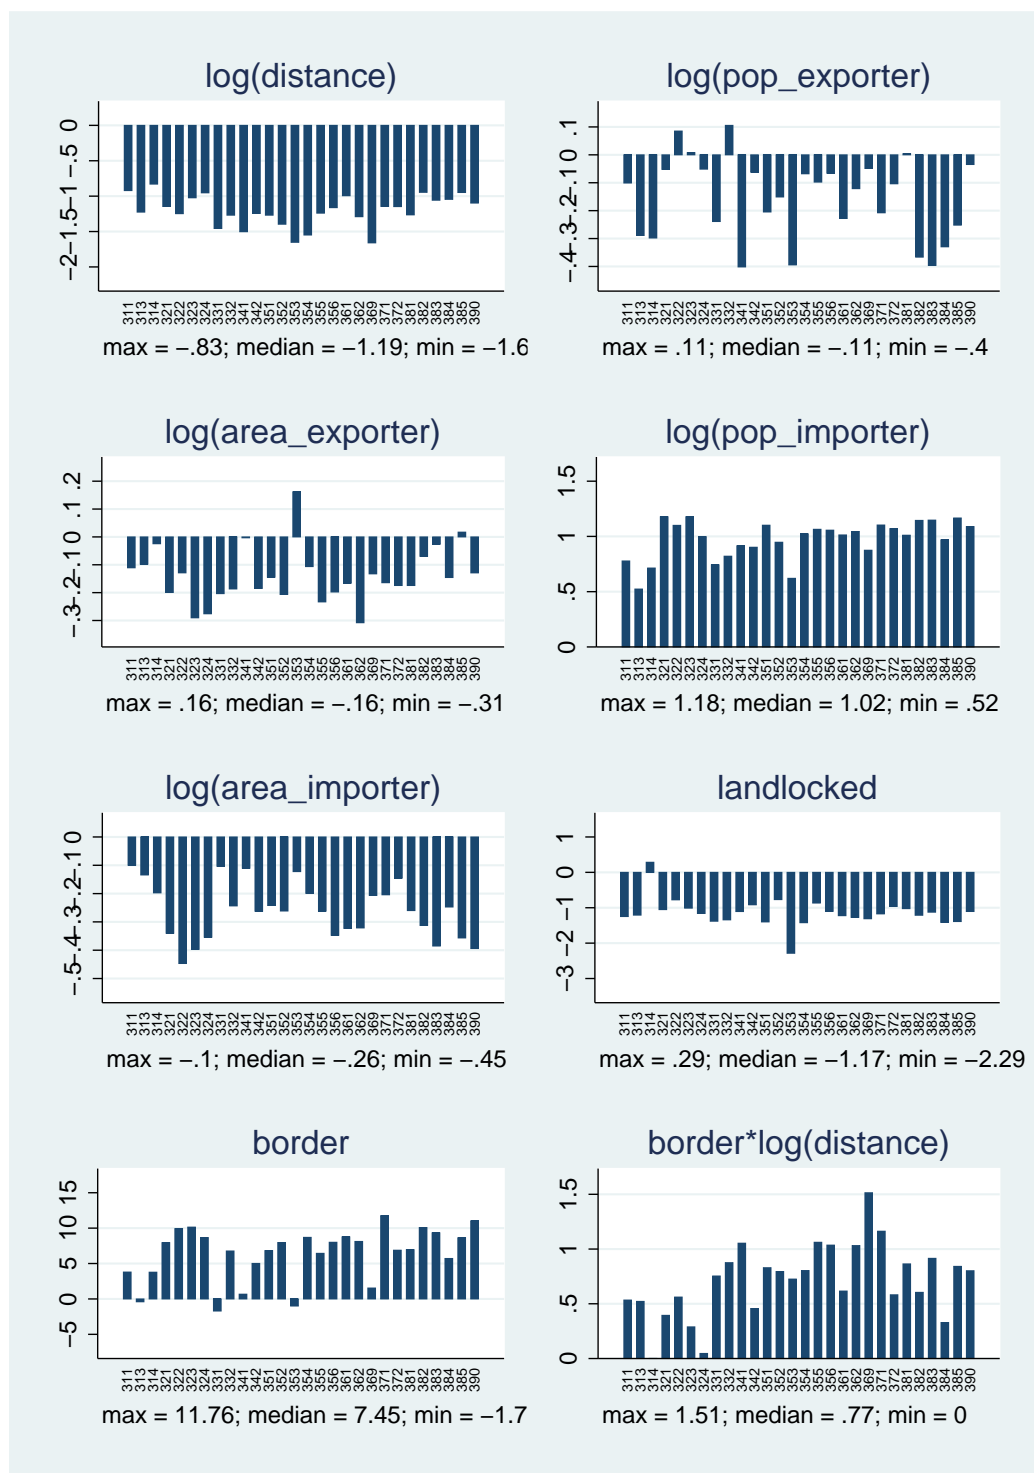 log(distance)
0
−.5
−1
−1.5
−2
311 313 314 321 322 323 324 331 332 341 342 351 352 353 354 355 356 361 362 369 371 372 381 382 383 384 385 390
max = −.83; median = −1.19; min = −1.6
log(pop_exporter)
.1
0
−.1
−.2
−.3
−.4
311 313 314 321 322 323 324 331 332 341 342 351 352 353 354 355 356 361 362 369 371 372 381 382 383 384 385 390
max = .11; median = −.11; min = −.4
log(area_exporter)
.2
.1
0
−.1
−.2
−.3
311 313 314 321 322 323 324 331 332 341 342 351 352 353 354 355 356 361 362 369 371 372 381 382 383 384 385 390
max = .16; median = −.16; min = −.31
log(pop_importer)
1.5
1
.5
0
311 313 314 321 322 323 324 331 332 341 342 351 352 353 354 355 356 361 362 369 371 372 381 382 383 384 385 390
max = 1.18; median = 1.02; min = .52
log(area_importer)
0
−.1
−.2
−.3
−.4
−.5
311 313 314 321 322 323 324 331 332 341 342 351 352 353 354 355 356 361 362 369 371 372 381 382 383 384 385 390
max = −.1; median = −.26; min = −.45
landlocked
1
0
−1
−2
−3
311 313 314 321 322 323 324 331 332 341 342 351 352 353 354 355 356 361 362 369 371 372 381 382 383 384 385 390
max = .29; median = −1.17; min = −2.29
border
15
10
5
0
−5
311 313 314 321 322 323 324 331 332 341 342 351 352 353 354 355 356 361 362 369 371 372 381 382 383 384 385 390
max = 11.76; median = 7.45; min = −1.7
border*log(distance)
1.5
1
.5
0
311 313 314 321 322 323 324 331 332 341 342 351 352 353 354 355 356 361 362 369 371 372 381 382 383 384 385 390
max = 1.51; median = .77; min = 0